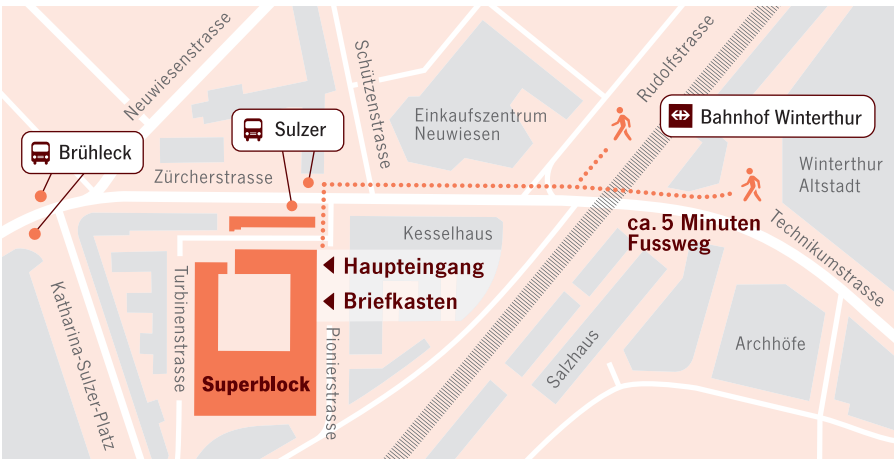 Neuwiesenstrasse
Schützenstrasse
Rudolfstrasse
Einkaufszentrum
Neuwiesen
Bahnhof Winterthur
Sulzer
Brühleck
Zürcherstrasse
Winterthur
Altstadt
ca. 5 Minuten
Fussweg
Technikumstrasse
Kesselhaus
Haupteingang
Briefkasten
Turbinenstrasse
Katharina-Sulzer-Platz
Superblock
Pionierstrasse
Salzhaus
Archhöfe